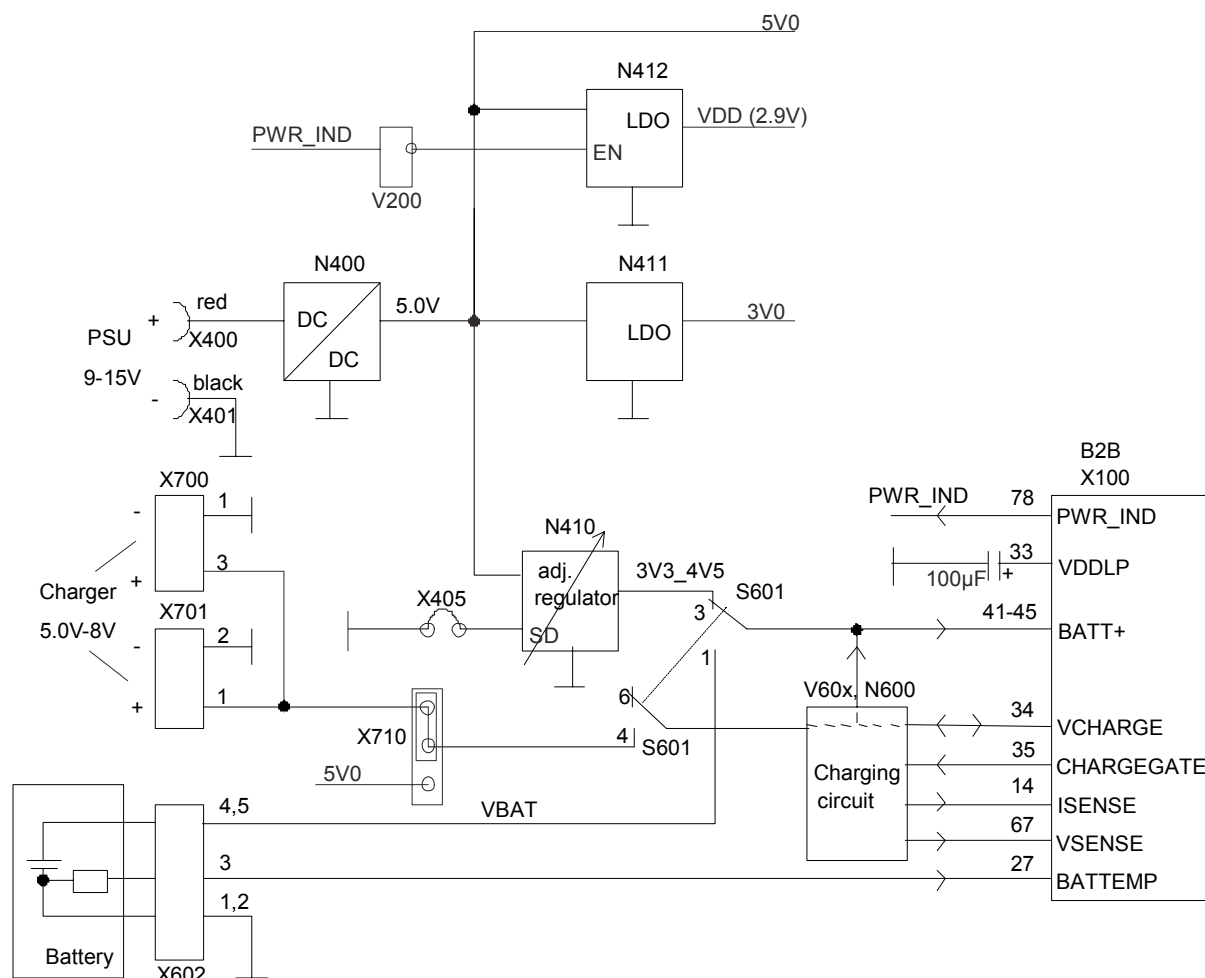 5V0
N412
LDO
VDD (2.9V)
PWR_IND
EN
V200
N400
N411
red
5.0V
+
DC
LDO
3V0
PSU
X400
DC
9-15V
black
-
X401
B2B
X700
X100
-
1
PWR_IND
78
PWR_IND
N410
3
adj.
3V3_4V5
33
VDDLP
Charger
+
X405
regulator
S601
100µF
+
5.0V-8V
X701
3
41-45
-
2
SD
BATT+
1
6
V60x, N600
+
1
34
X710
4
S601
VCHARGE
35
CHARGEGATE
5V0
Charging
14
circuit
ISENSE
4,5
VBAT
67
VSENSE
3
27
BATTEMP
1,2
Battery
X602